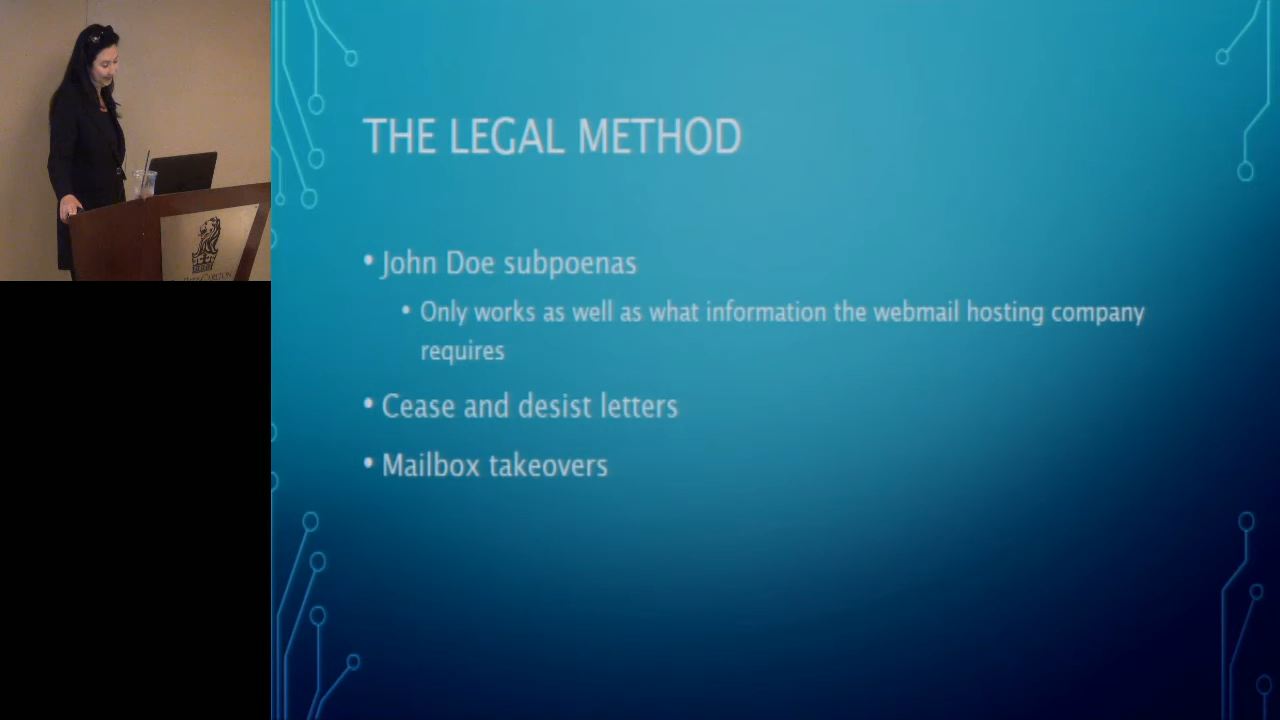 THE LEGAL METHOD
• John Doe subpoenas
• Only works as well as what information the webmail hosting company
requires
• Cease and desist letters
• Mailbox takeovers
CARLTON